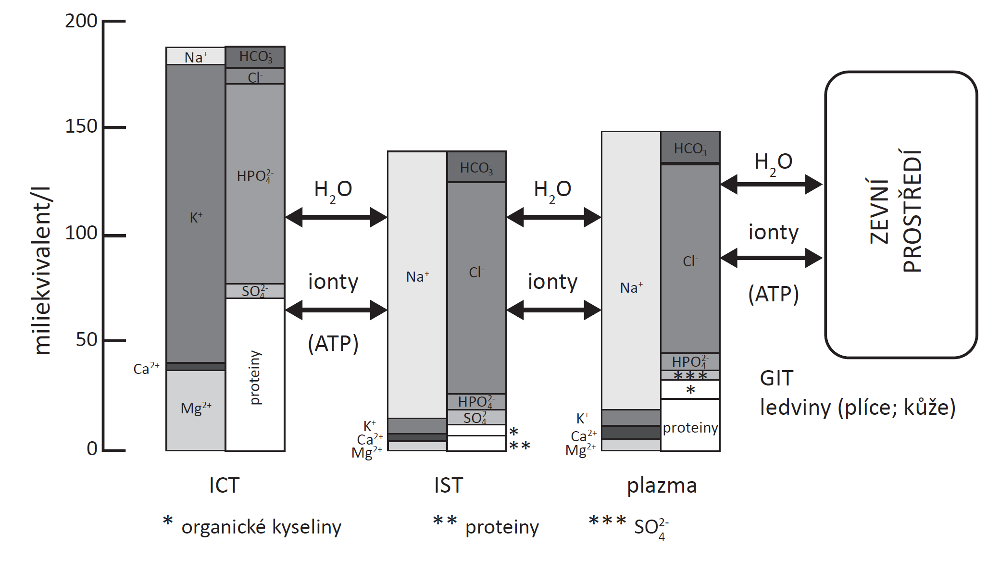 miliekvivalent/l
200
150
100
50
0
Na⁺
K⁺
Ca²⁺
Mg²⁺
HCO₃⁻
Cl⁻
HPO₄²⁻
SO₄²⁻
proteiny
H₂O
ionty
(ATP)
Na⁺
K⁺
Ca²⁺
Mg²⁺
HCO₃⁻
Cl⁻
HPO₄²⁻
SO₄²⁻
*
**
H₂O
ionty
Na⁺
K⁺
Ca²⁺
Mg²⁺
HCO₃⁻
Cl⁻
HPO₄²⁻
***
*
proteiny
H₂O
ionty
(ATP)
ZEVNÍ
PROSTŘEDÍ
GIT
ledviny (plíce; kůže)
ICT
IST
plazma
* organické kyseliny
** proteiny
*** SO₄²⁻